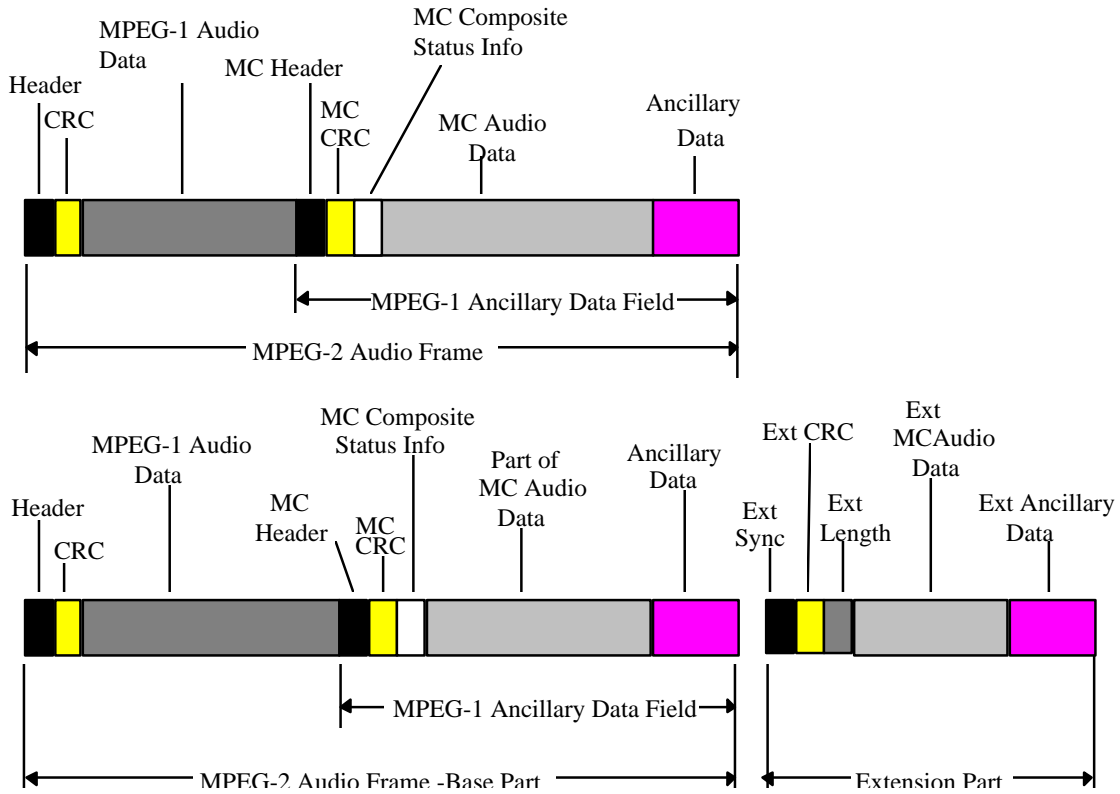 MC Composite
Status Info
MPEG-1 Audio
Data
MC Header
Header
CRC
MC
CRC
MC Audio
Data
Ancillary
Data
MPEG-1 Ancillary Data Field
MPEG-2 Audio Frame
MC Composite
Status Info
MPEG-1 Audio
Data
Header
CRC
MC
Header
MC
CRC
Part of
MC Audio
Data
Ancillary
Data
Ext
Sync
Ext CRC
Ext
Length
Ext
MCAudio
Data
Ext Ancillary
Data
MPEG-1 Ancillary Data Field
MPEG-2 Audio Frame -Base Part
Extension Part